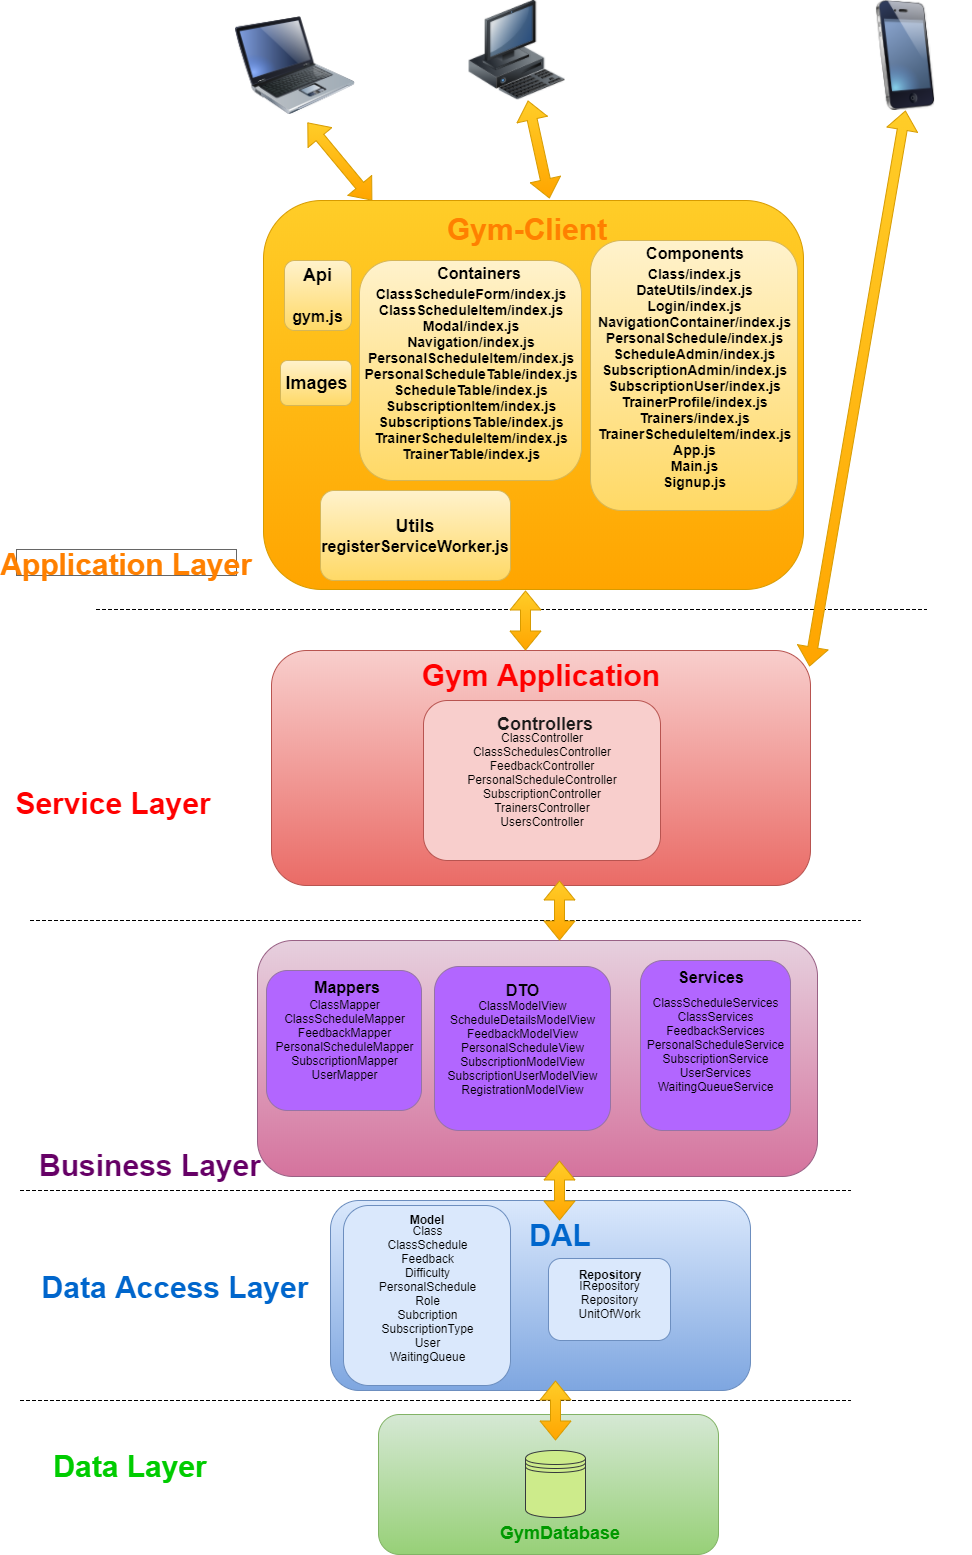 Gym-Client
Api
gym.js
Images
Containers
ClassScheduleForm/index.js
ClassScheduleItem/index.js
Modal/index.js
Navigation/index.js
PersonalScheduleItem/index.js
PersonalScheduleTable/index.js
ScheduleTable/index.js
SubscriptionItem/index.js
SubscriptionsTable/index.js
TrainerScheduleItem/index.js
TrainerTable/index.js
Components
Class/index.js
DateUtils/index.js
Login/index.js
NavigationContainer/index.js
PersonalSchedule/index.js
ScheduleAdmin/index.js
SubscriptionAdmin/index.js
SubscriptionUser/index.js
TrainerProfile/index.js
Trainers/index.js
TrainerScheduleItem/index.js
App.js
Main.js
Signup.js
Utils
registerServiceWorker.js
Application Layer
Gym Application
Controllers
ClassController
ClassSchedulesController
FeedbackController
PersonalScheduleController
SubscriptionController
TrainersController
UsersController
Service Layer
Mappers
ClassMapper
ClassScheduleMapper
FeedbackMapper
PersonalScheduleMapper
SubscriptionMapper
UserMapper
DTO
ClassModelView
ScheduleDetailsModelView
FeedbackModelView
PersonalScheduleView
SubscriptionModelView
SubscriptionUserModelView
RegistrationModelView
Services
ClassScheduleServices
ClassServices
FeedbackServices
PersonalScheduleService
SubscriptionService
UserServices
WaitingQueueService
Business Layer
DAL
Model
Class
ClassSchedule
Feedback
Difficulty
PersonalSchedule
Role
Subcription
SubscriptionType
User
WaitingQueue
Repository
IRepository
Repository
UnitOfWork
Data Access Layer
Data Layer
GymDatabase